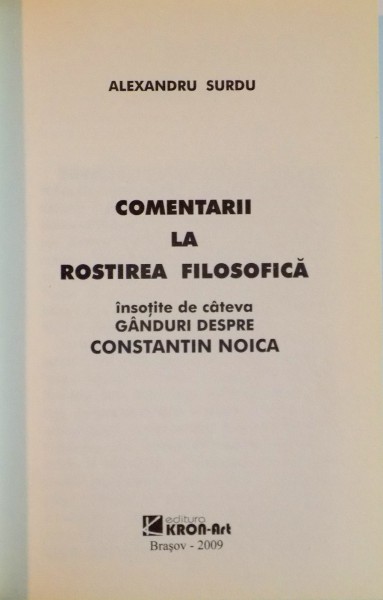 ALEXANDRU SURDU
COMENTARII
LA
ROSTIREA FILOSOFICĂ
însoțite de câteva
GÂNDURI DESPRE
CONSTANTIN NOICA
editura
KRON-Art
Brașov - 2009